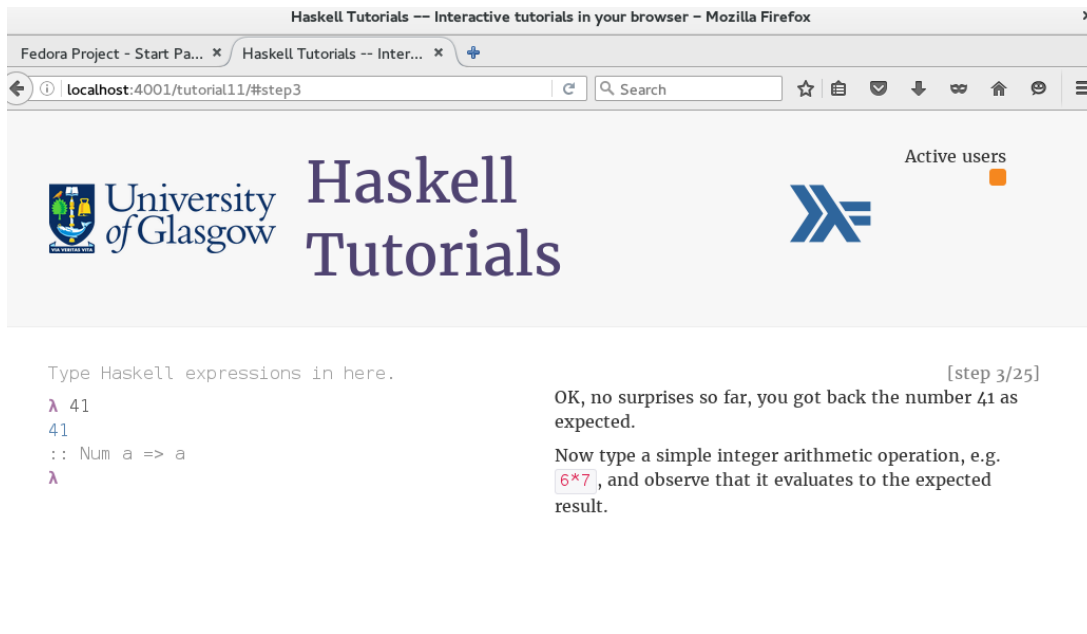 Haskell Tutorials -- Interactive tutorials in your browser - Mozilla Firefox
Fedora Project - Start Pa...
Haskell Tutorials -- Inter...
localhost:4001/tutorial11/#step3
Search
University
of Glasgow
VIA VERITAS VITA
Haskell
Tutorials
Active users
Type Haskell expressions in here.
λ 41
41
:: Num a => a
λ
[step 3/25]
OK, no surprises so far, you got back the number 41 as
expected.
Now type a simple integer arithmetic operation, e.g.
6*7, and observe that it evaluates to the expected
result.